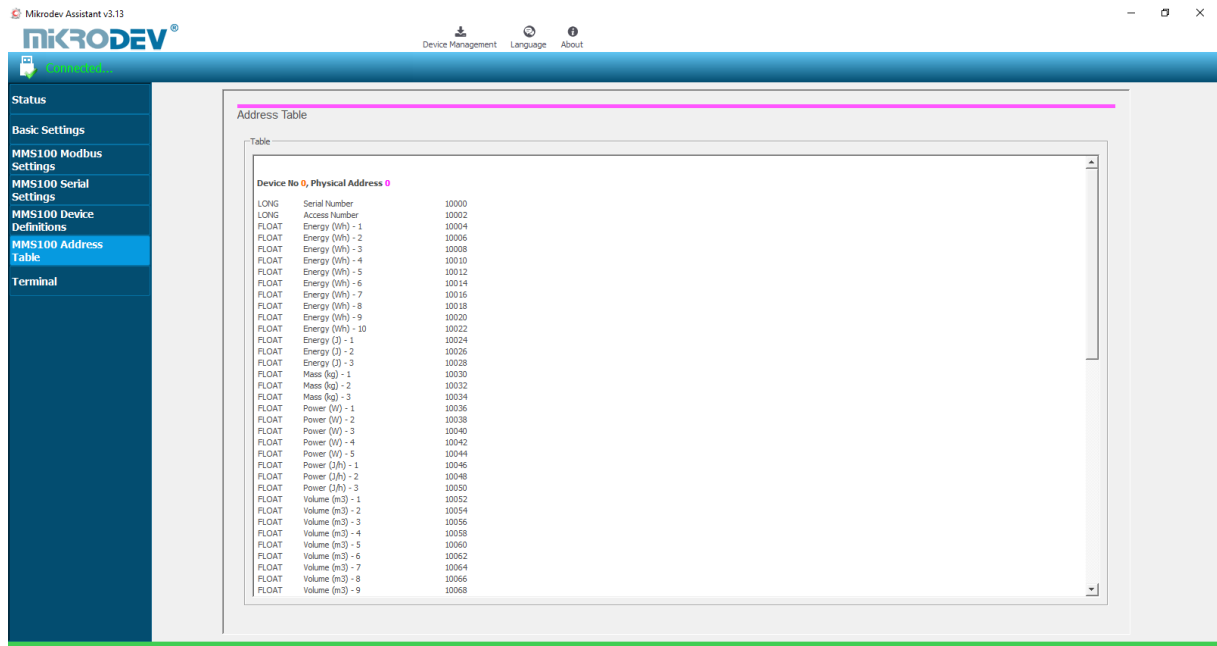 Mikrodev Assistant v3.13
MiKRODEV®
Device Management Language About
Connected...
Status
Basic Settings
MMS100 Modbus
Settings
MMS100 Serial
Settings
MMS100 Device
Definitions
MMS100 Address
Table
Terminal
Address Table
Table
Device No 0, Physical Address 0
LONG Serial Number 10000
LONG Access Number 10002
FLOAT Energy (Wh) - 1 10004
FLOAT Energy (Wh) - 2 10006
FLOAT Energy (Wh) - 3 10008
FLOAT Energy (Wh) - 4 10010
FLOAT Energy (Wh) - 5 10012
FLOAT Energy (Wh) - 6 10014
FLOAT Energy (Wh) - 7 10016
FLOAT Energy (Wh) - 8 10018
FLOAT Energy (Wh) - 9 10020
FLOAT Energy (Wh) - 10 10022
FLOAT Energy (J) - 1 10024
FLOAT Energy (J) - 2 10026
FLOAT Energy (J) - 3 10028
FLOAT Mass (kg) - 1 10030
FLOAT Mass (kg) - 2 10032
FLOAT Mass (kg) - 3 10034
FLOAT Power (W) - 1 10036
FLOAT Power (W) - 2 10038
FLOAT Power (W) - 3 10040
FLOAT Power (W) - 4 10042
FLOAT Power (W) - 5 10044
FLOAT Power (J/h) - 1 10046
FLOAT Power (J/h) - 2 10048
FLOAT Power (J/h) - 3 10050
FLOAT Volume (m3) - 1 10052
FLOAT Volume (m3) - 2 10054
FLOAT Volume (m3) - 3 10056
FLOAT Volume (m3) - 4 10058
FLOAT Volume (m3) - 5 10060
FLOAT Volume (m3) - 6 10062
FLOAT Volume (m3) - 7 10064
FLOAT Volume (m3) - 8 10066
FLOAT Volume (m3) - 9 10068